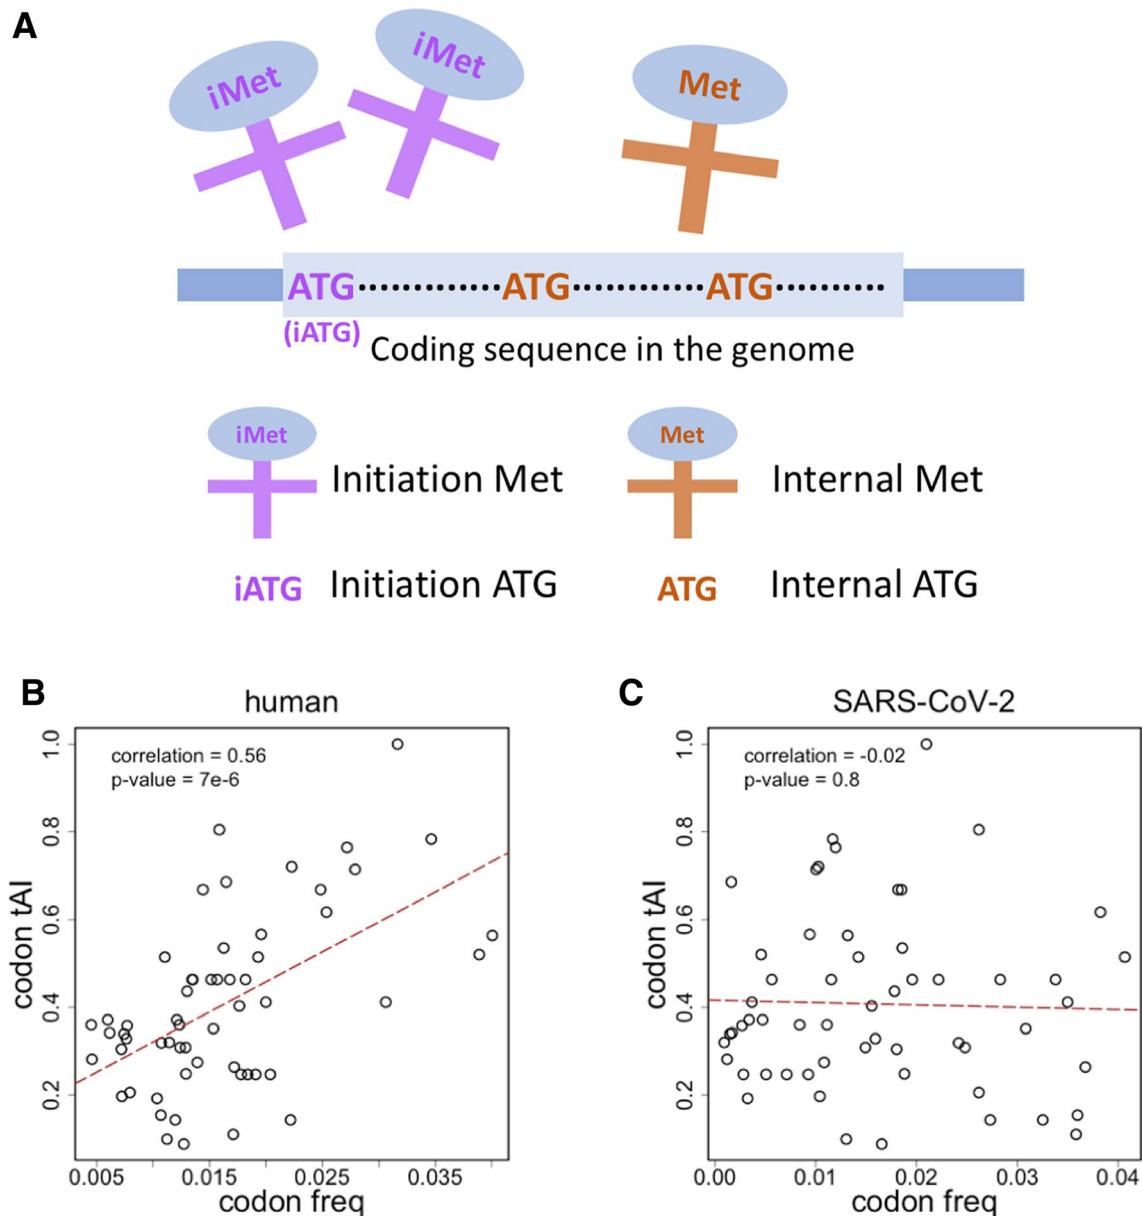 A
iMet
iMet
Met
ATG············ATG············ATG··········
(iATG)
Coding sequence in the genome
iMet
Initiation Met
Met
Internal Met
iATG
Initiation ATG
ATG
Internal ATG
B
human
correlation = 0.56
p-value = 7e-6
codon tAI
1.0
0.8
0.6
0.4
0.2
0.005
0.015
0.025
0.035
codon freq
C
SARS-CoV-2
correlation = -0.02
p-value = 0.8
codon tAI
1.0
0.8
0.6
0.4
0.2
0.00
0.01
0.02
0.03
0.04
codon freq